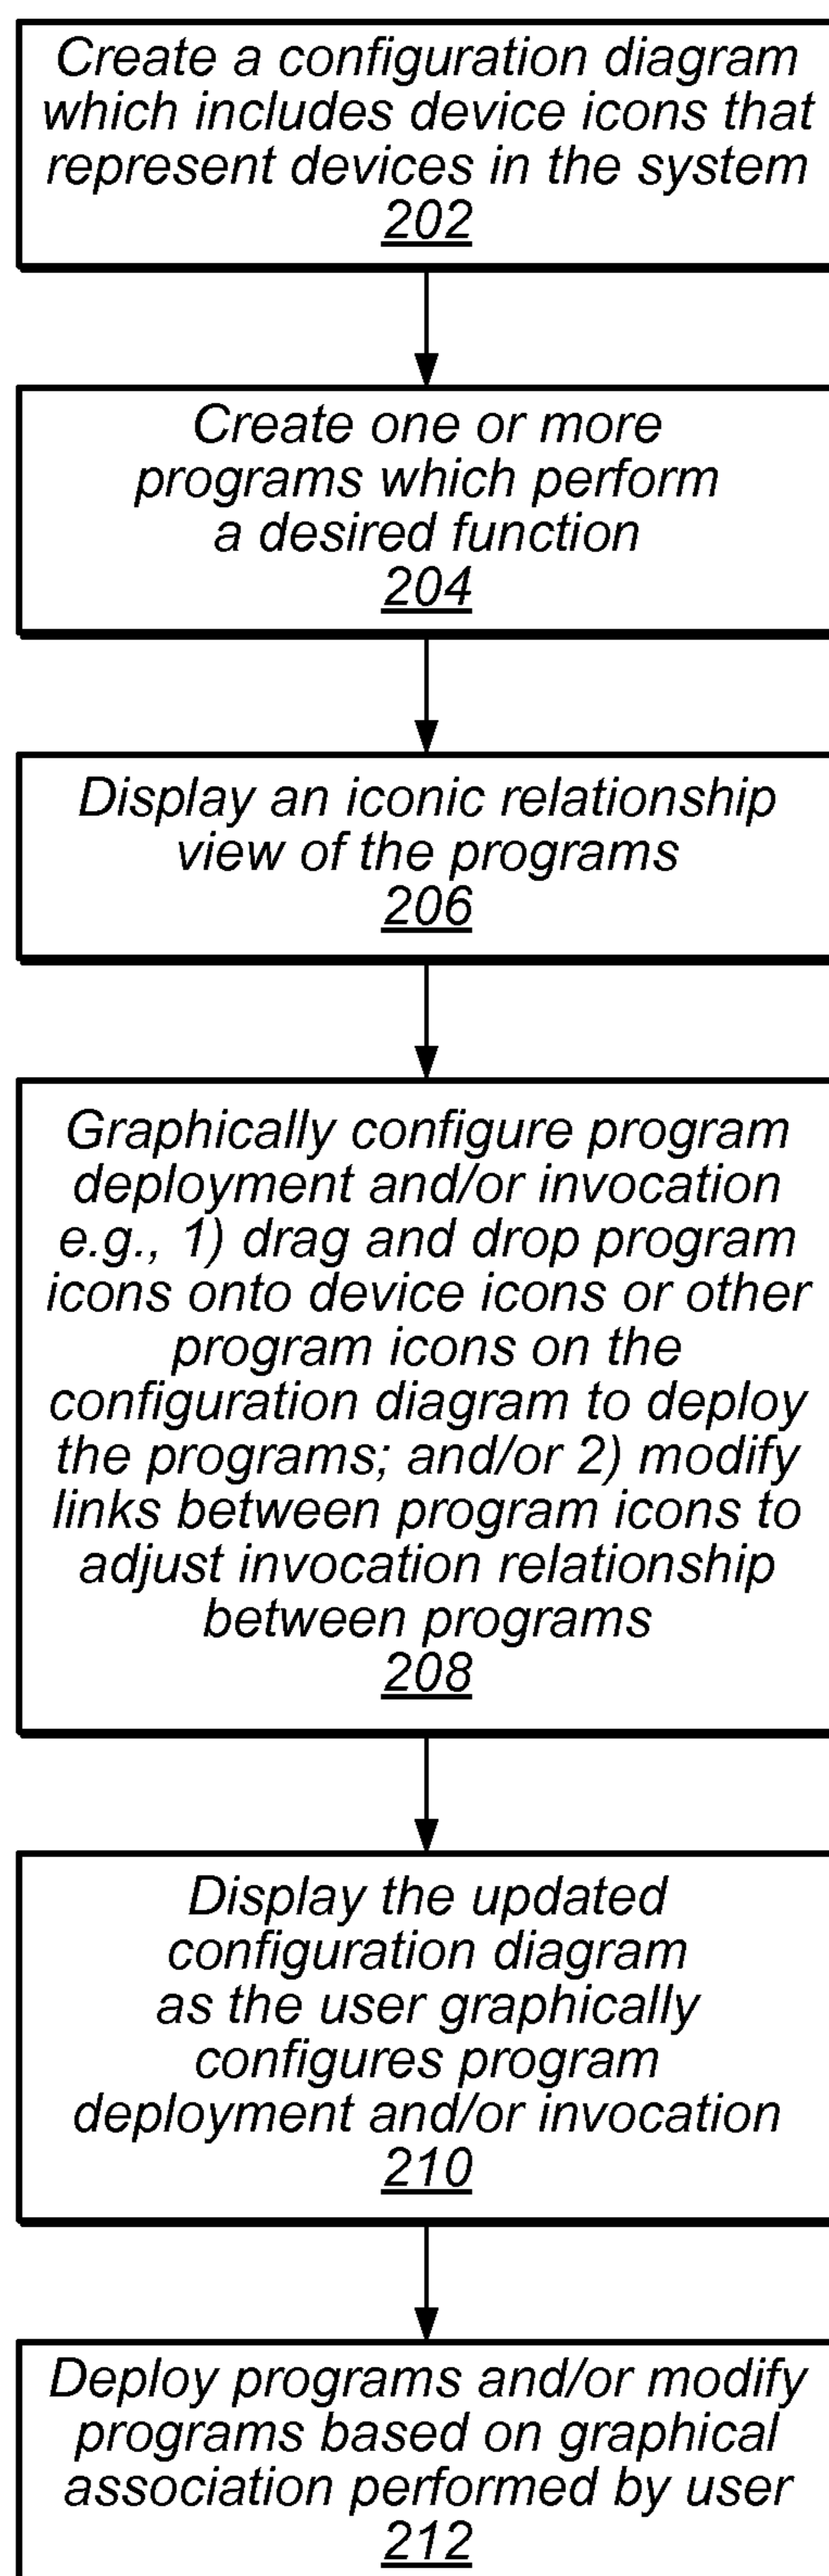 Create a configuration diagram
which includes device icons that
represent devices in the system
202
Create one or more
programs which perform
a desired function
204
Display an iconic relationship
view of the programs
206
Graphically configure program
deployment and/or invocation
e.g., 1) drag and drop program
icons onto device icons or other
program icons on the
configuration diagram to deploy
the programs; and/or 2) modify
links between program icons to
adjust invocation relationship
between programs
208
Display the updated
configuration diagram
as the user graphically
configures program
deployment and/or invocation
210
Deploy programs and/or modify
programs based on graphical
association performed by user
212